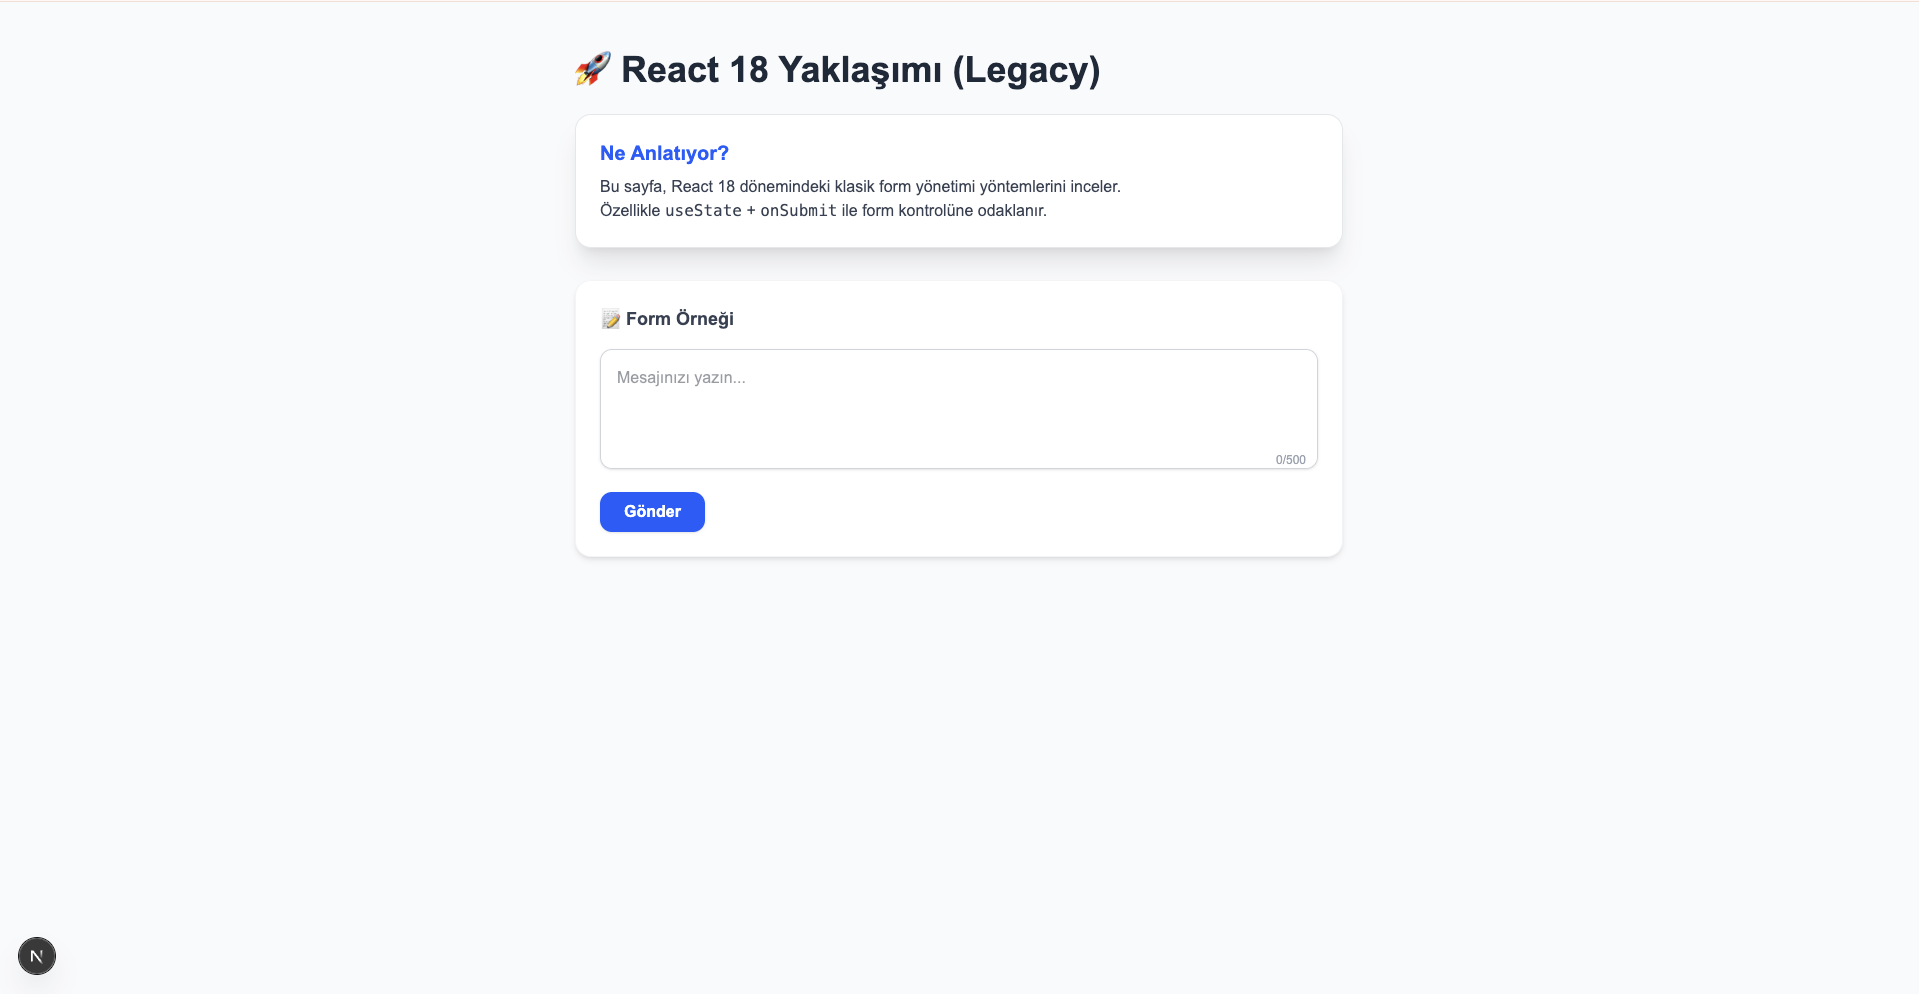 🚀 React 18 Yaklaşımı (Legacy)
Ne Anlatıyor?
Bu sayfa, React 18 dönemindeki klasik form yönetimi yöntemlerini inceler.
Özellikle useState + onSubmit ile form kontrolüne odaklanır.
📝 Form Örneği
Mesajınızı yazın...
0/500
Gönder
N